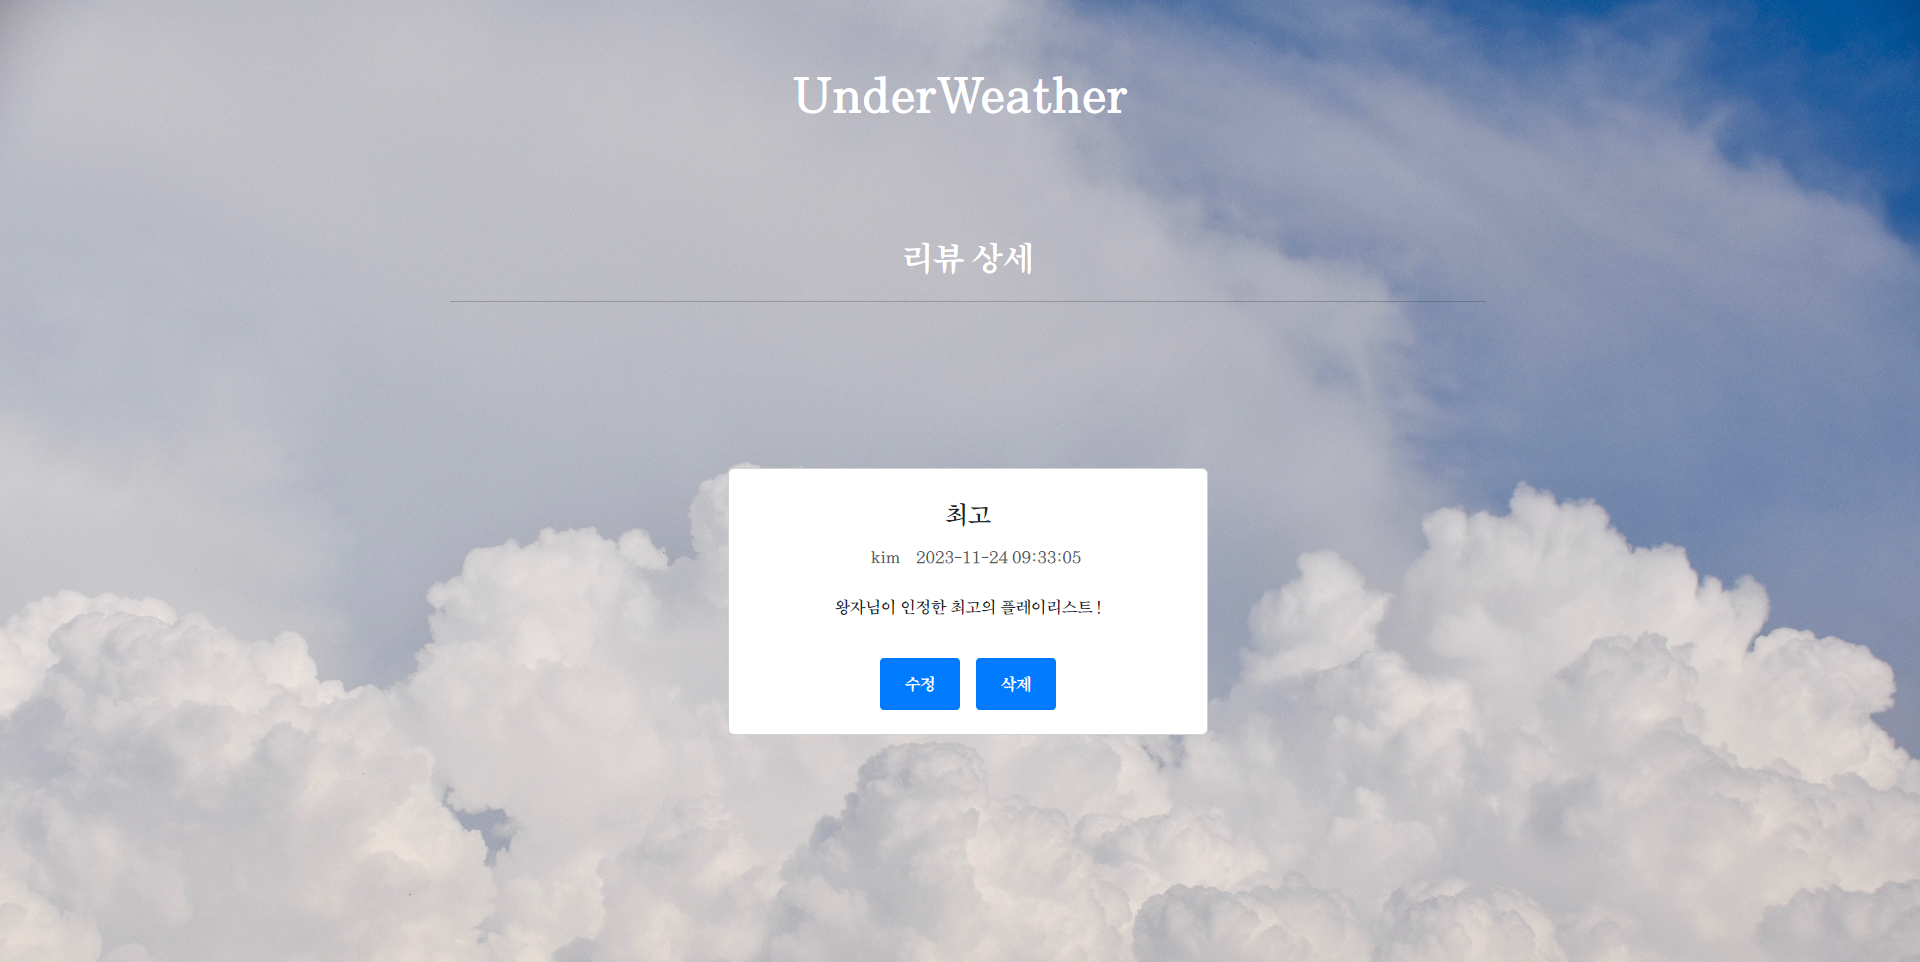 UnderWeather
리뷰 상세
최고
kim 2023-11-24 09:33:05
왕자님이 인정한 최고의 플레이리스트 !
수정 삭제